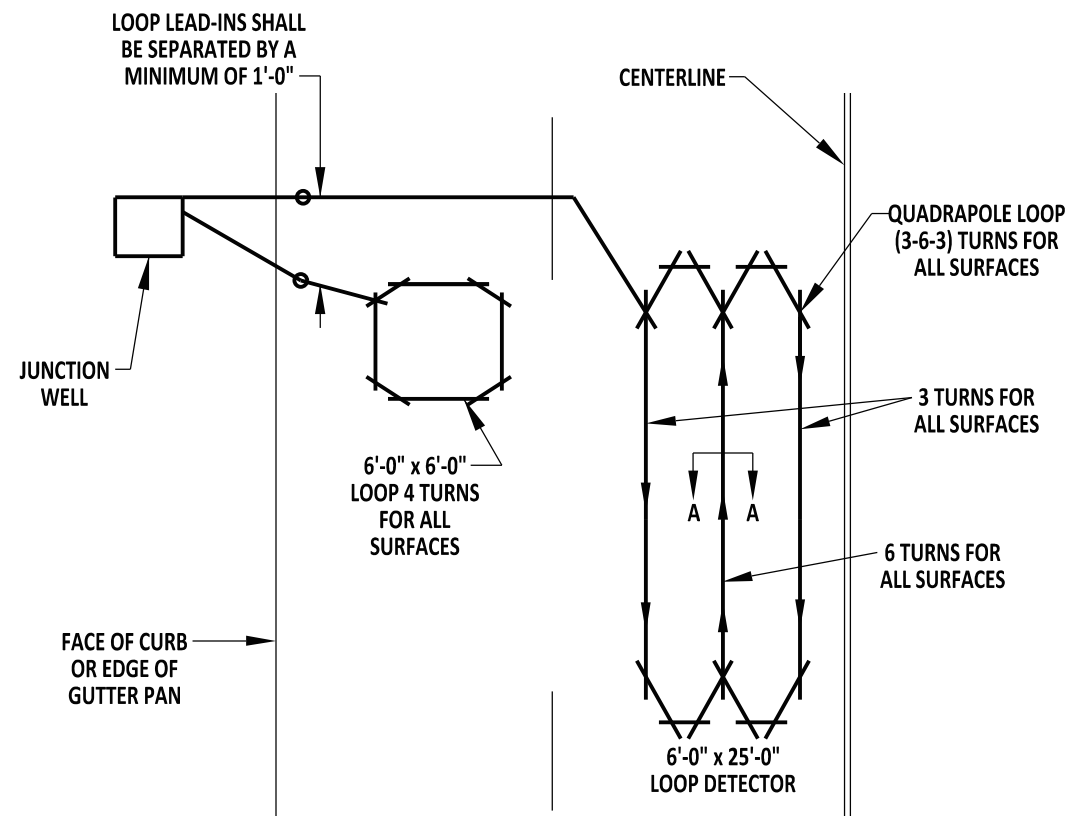 LOOP LEAD-INS SHALL
BE SEPARATED BY A
MINIMUM OF 1'-0"
CENTERLINE
QUADRAPOLE LOOP
(3-6-3) TURNS FOR
ALL SURFACES
JUNCTION
WELL
3 TURNS FOR
ALL SURFACES
6'-0" x 6'-0"
LOOP 4 TURNS
FOR ALL
SURFACES
A A
6 TURNS FOR
ALL SURFACES
FACE OF CURB
OR EDGE OF
GUTTER PAN
6'-0" x 25'-0"
LOOP DETECTOR